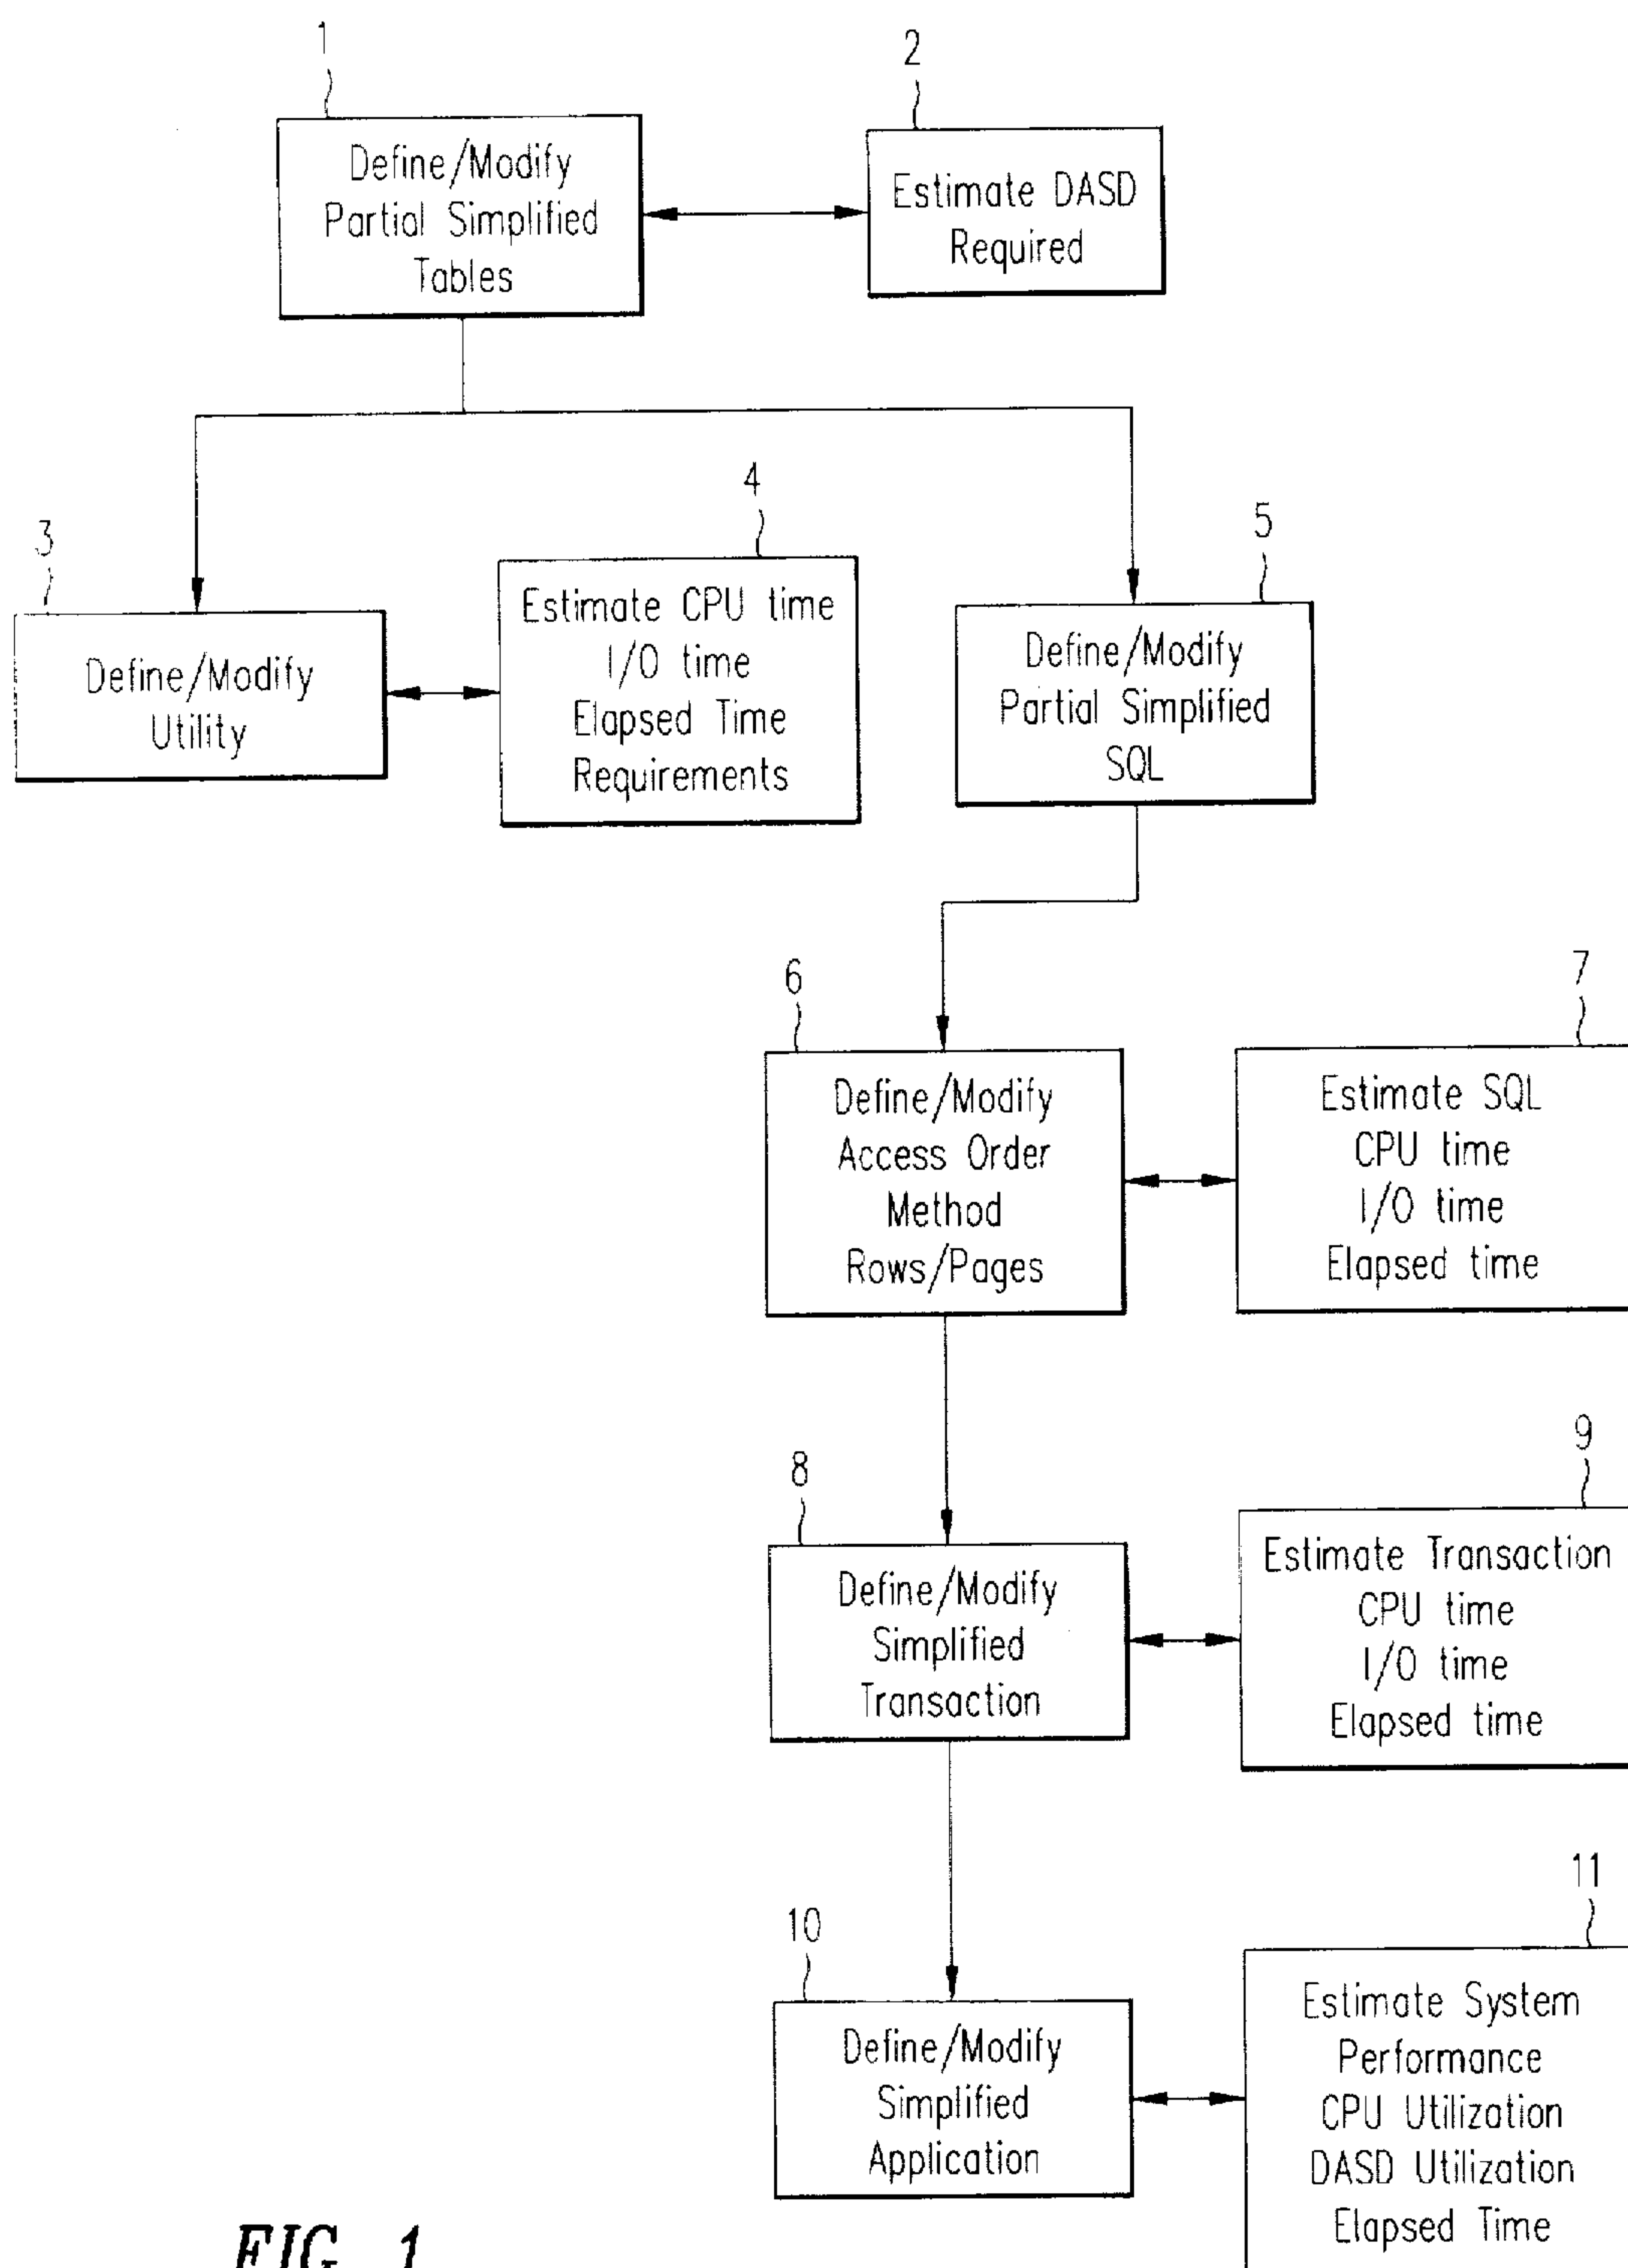 1
Define/Modify
Partial Simplified
Tables
2
Estimate DASD
Required
3
Define/Modify
Utility
4
Estimate CPU time
I/O time
Elapsed Time
Requirements
5
Define/Modify
Partial Simplified
SQL
6
Define/Modify
Access Order
Method
Rows/Pages
7
Estimate SQL
CPU time
I/O time
Elapsed time
8
Define/Modify
Simplified
Transaction
9
Estimate Transaction
CPU time
I/O time
Elapsed time
10
Define/Modify
Simplified
Application
11
Estimate System
Performance
CPU Utilization
DASD Utilization
Elapsed Time
FIG. 1